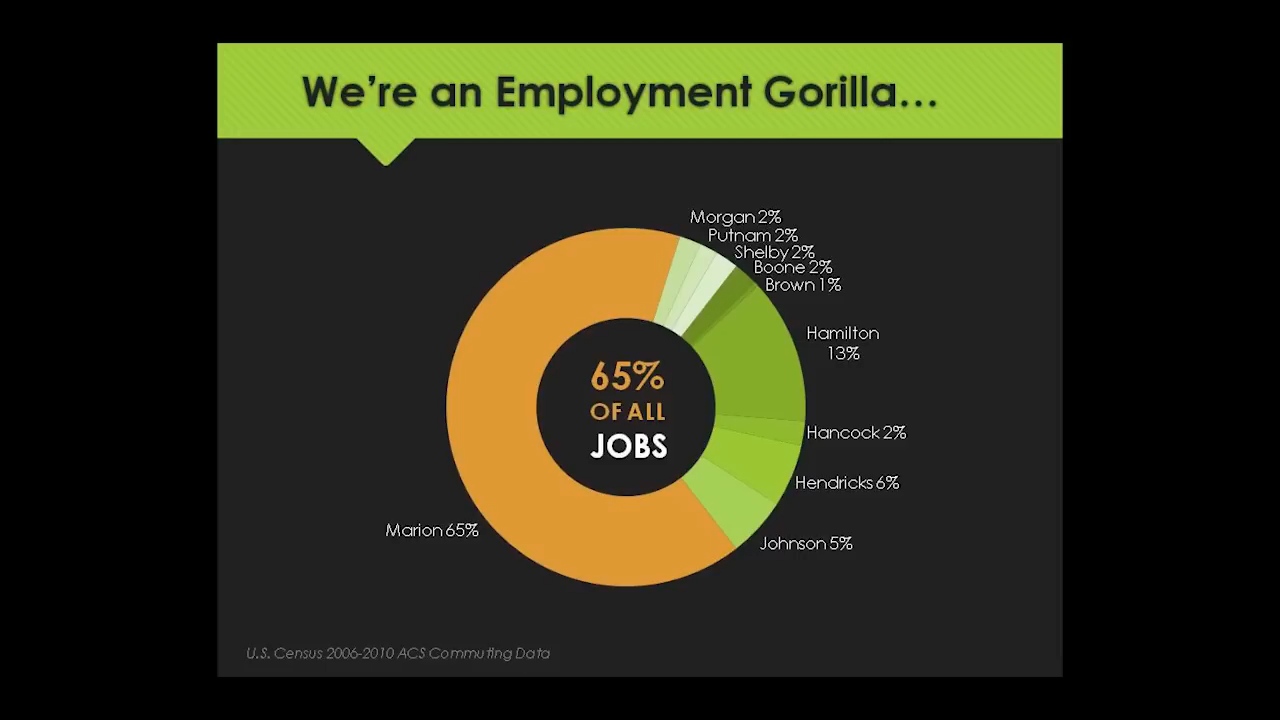 We're an Employment Gorilla...
Morgan 2%
Putnam 2%
Shelby 2%
Boone 2%
Brown 1%
Hamilton
13%
Hancock 2%
Hendricks 6%
Johnson 5%
Marion 65%
65%
OF ALL
JOBS
U.S. Census 2006-2010 ACS Commuting Data